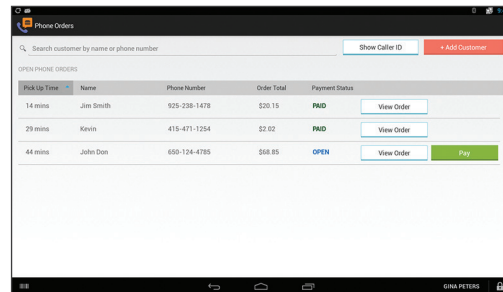 Phone Orders
Search customer by name or phone number
Show Caller ID
+ Add Customer
OPEN PHONE ORDERS
Pick Up Time Name Phone Number Order Total Payment Status
14 mins Jim Smith 925-238-1478 $20.15 PAID View Order
29 mins Kevin 415-471-1254 $2.02 PAID View Order
44 mins John Don 650-124-4785 $68.85 OPEN View Order Pay
GINA PETERS